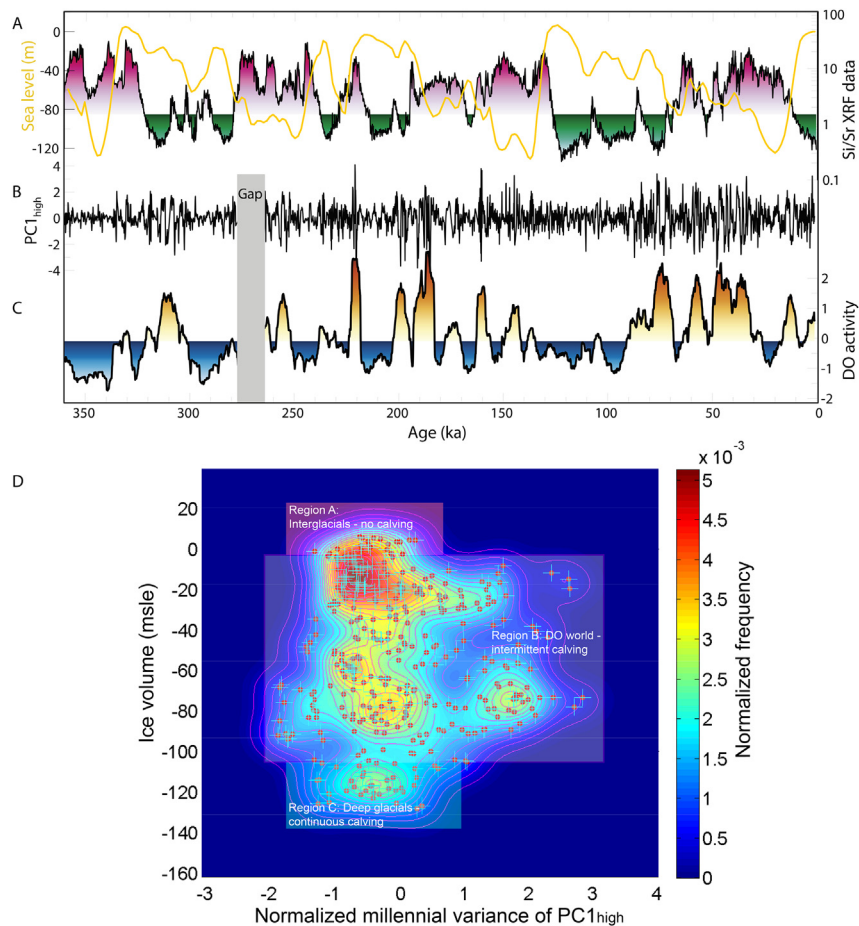 A
0
-40
-80
-120
Sea level (m)
100
10
1
0.1
Si/Sr XRF data
B
4
2
0
-2
-4
PC1high
Gap
C
2
1
0
-1
-2
DO activity
350 300 250 200 150 100 50 0
Age (ka)
D
20
0
-20
-40
-60
-80
-100
-120
-140
-160
Ice volume (msle)
Region A:
Interglacials - no calving
Region B: DO world -
intermittent calving
Region C: Deep glacials -
continuous calving
-3 -2 -1 0 1 2 3 4
Normalized millennial variance of PC1high
x 10-3
5
4.5
4
3.5
3
2.5
2
1.5
1
0.5
0
Normalized frequency